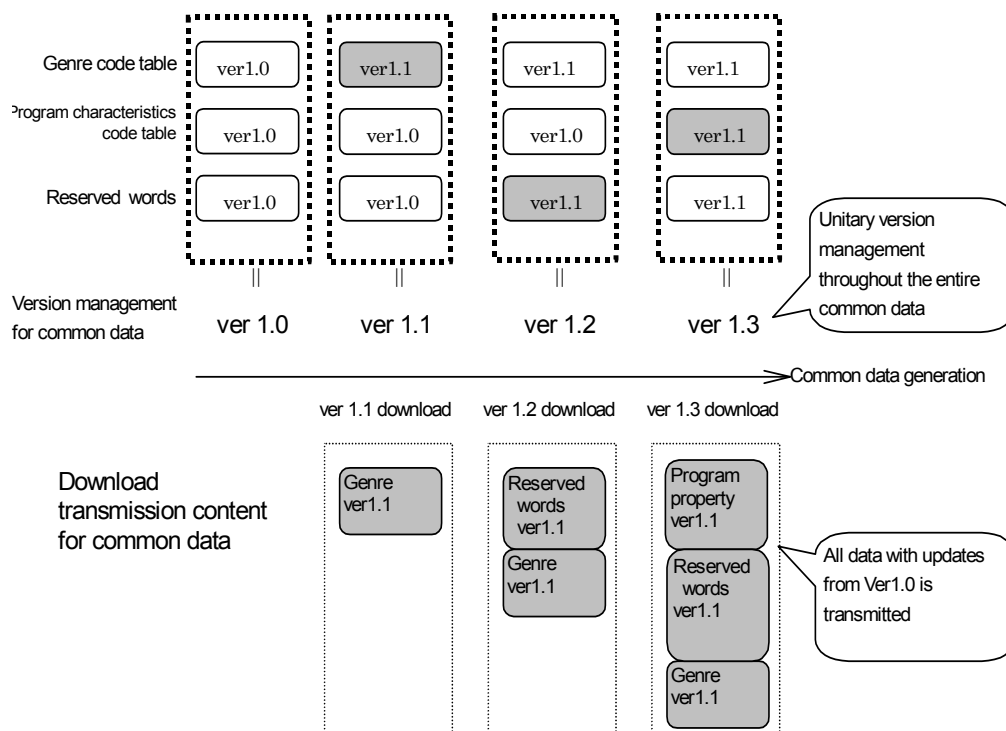 Genre code table
ver1.0
ver1.1
ver1.1
ver1.1
Program characteristics
code table
ver1.0
ver1.0
ver1.0
ver1.1
Reserved words
ver1.0
ver1.0
ver1.1
ver1.1
Unitary version
management
throughout the entire
common data
||
||
||
||
Version management
for common data
ver 1.0
ver 1.1
ver 1.2
ver 1.3
Common data generation
ver 1.1 download
ver 1.2 download
ver 1.3 download
Download
transmission content
for common data
Genre
ver1.1
Reserved
words
ver1.1
Genre
ver1.1
Program
property
ver1.1
Reserved
words
ver1.1
Genre
ver1.1
All data with updates
from Ver1.0 is
transmitted